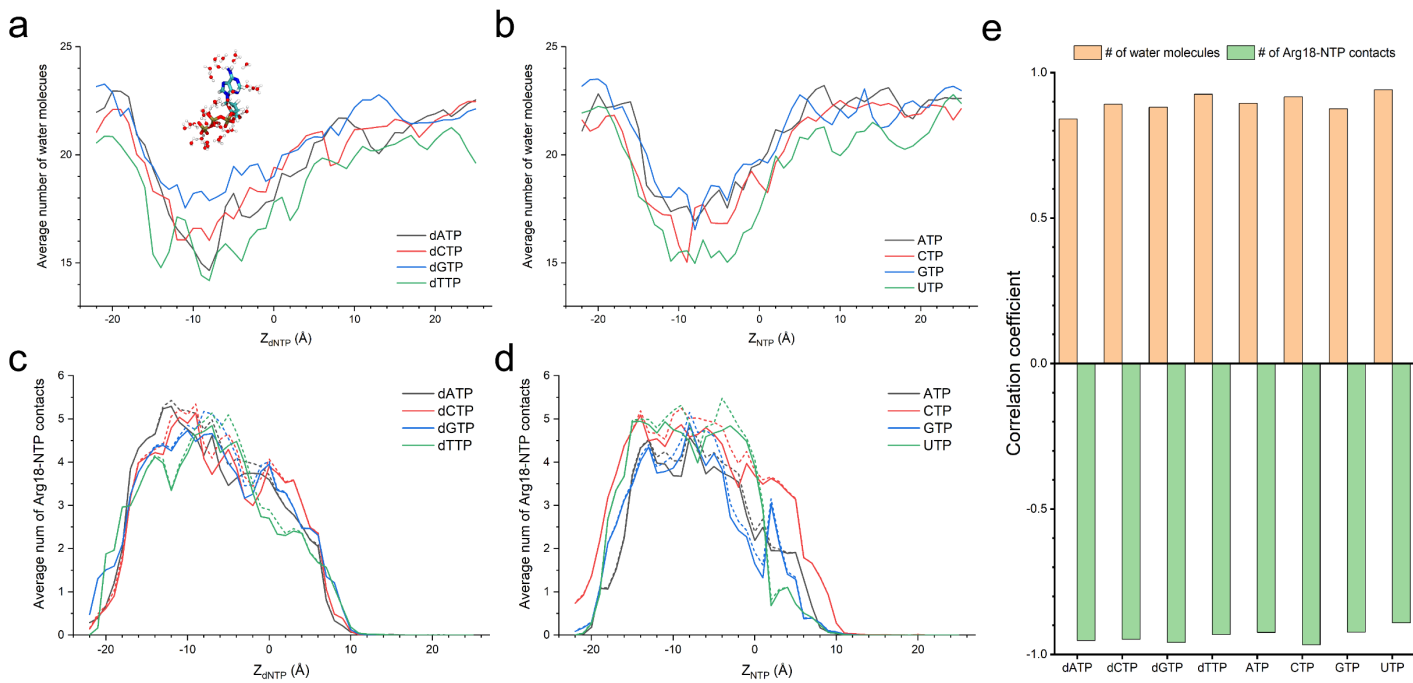 a
Average number of water molecues
25
20
15
-20
-10
0
10
20
Z_dNTP (Å)
dATP
dCTP
dGTP
dTTP
b
Average number of water molecues
25
20
15
-20
-10
0
10
20
Z_NTP (Å)
ATP
CTP
GTP
UTP
c
Average num of Arg18-NTP contacts
6
5
4
3
2
1
0
-20
-10
0
10
20
Z_dNTP (Å)
dATP
dCTP
dGTP
dTTP
d
Average num of Arg18-NTP contacts
6
5
4
3
2
1
0
-20
-10
0
10
20
Z_NTP (Å)
ATP
CTP
GTP
UTP
e
# of water molecules # of Arg18-NTP contacts
Correlation coefficient
1.0
0.5
0.0
-0.5
-1.0
dATP dCTP dGTP dTTP ATP CTP GTP UTP